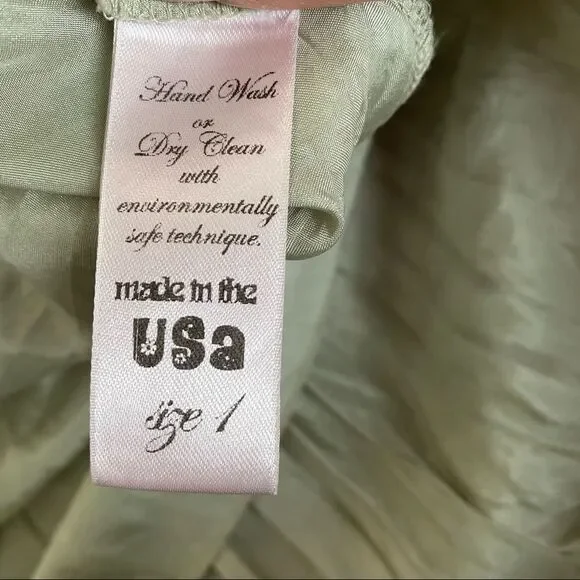 Hand Wash
or
Dry Clean
with
environmentally
safe technique.
made in the
USa
size 1